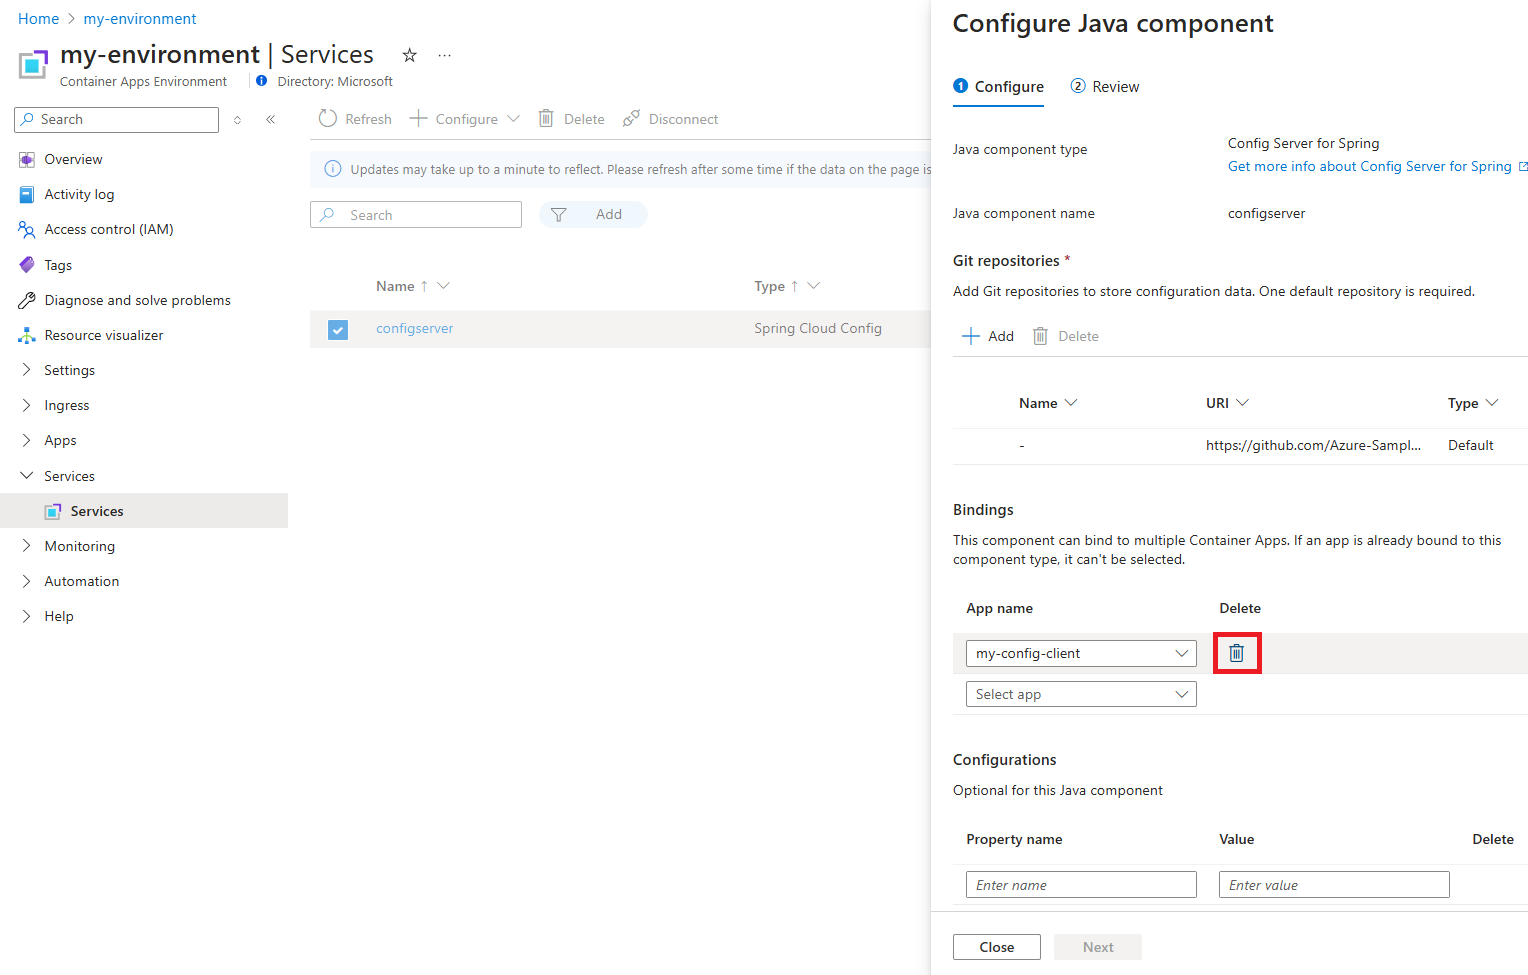 Home > my-environment
my-environment | Services
Container Apps Environment
Directory: Microsoft
Search
Overview
Activity log
Access control (IAM)
Tags
Diagnose and solve problems
Resource visualizer
Settings
Ingress
Apps
Services
Services
Monitoring
Automation
Help
Refresh
Configure
Delete
Disconnect
Updates may take up to a minute to reflect. Please refresh after some time if the data on the page is
Search
Add
Name ↑
Type ↑
configserver
Spring Cloud Config
Configure Java component
1 Configure
2 Review
Java component type
Config Server for Spring
Get more info about Config Server for Spring
Java component name
configserver
Git repositories *
Add Git repositories to store configuration data. One default repository is required.
Add
Delete
Name
URI
Type
-
https://github.com/Azure-Sampl...
Default
Bindings
This component can bind to multiple Container Apps. If an app is already bound to this
component type, it can't be selected.
App name
Delete
my-config-client
Select app
Configurations
Optional for this Java component
Property name
Value
Delete
Enter name
Enter value
Close
Next